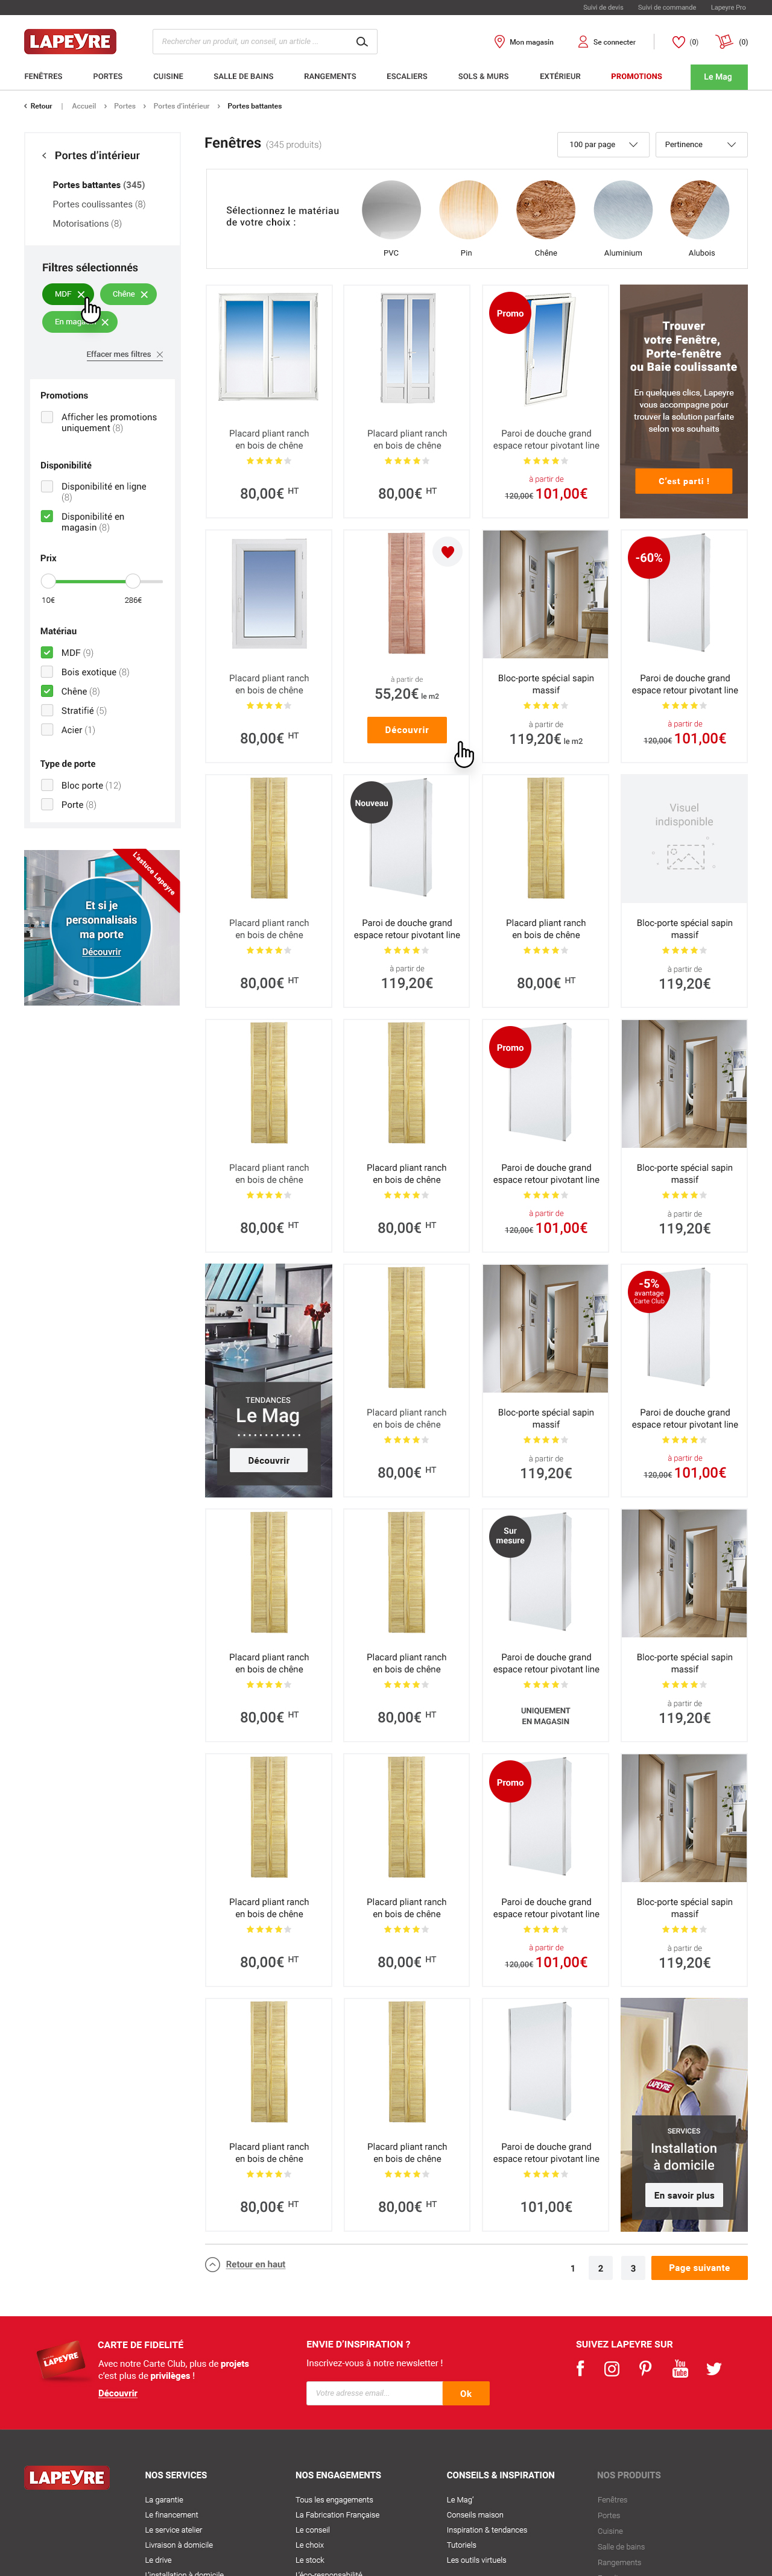 Suivi de devis Suivi de commande Lapeyre Pro
LAPEYRE
Rechercher un produit, un conseil, un article ...
Mon magasin Se connecter (0) (0)
FENÊTRES PORTES CUISINE SALLE DE BAINS RANGEMENTS ESCALIERS SOLS & MURS EXTÉRIEUR PROMOTIONS Le Mag
Retour | Accueil > Portes > Portes d'intérieur > Portes battantes
Portes d'intérieur
Portes battantes (345)
Portes coulissantes (8)
Motorisations (8)
Filtres sélectionnés
MDF Chêne
En mag
Effacer mes filtres
Promotions
Afficher les promotions
uniquement (8)
Disponibilité
Disponibilité en ligne
(8)
Disponibilité en
magasin (8)
Prix
10€ 286€
Matériau
MDF (9)
Bois exotique (8)
Chêne (8)
Stratifié (5)
Acier (1)
Type de porte
Bloc porte (12)
Porte (8)
L'astuce Lapeyre
Et si je
personnalisais
ma porte
Découvrir
Fenêtres (345 produits)
100 par page Pertinence
Sélectionnez le matériau
de votre choix :
PVC Pin Chêne Aluminium Alubois
Placard pliant ranch
en bois de chêne
80,00€ HT
Placard pliant ranch
en bois de chêne
80,00€ HT
Promo
Paroi de douche grand
espace retour pivotant line
à partir de
120,00€ 101,00€
Trouver
votre Fenêtre,
Porte-fenêtre
ou Baie coulissante
En quelques clics, Lapeyre
vous accompagne pour
trouver la solution parfaite
selon vos souhaits
C'est parti !
Placard pliant ranch
en bois de chêne
80,00€ HT
à partir de
55,20€ le m2
Découvrir
Bloc-porte spécial sapin
massif
à partir de
119,20€ le m2
-60%
Paroi de douche grand
espace retour pivotant line
à partir de
120,00€ 101,00€
Placard pliant ranch
en bois de chêne
80,00€ HT
Nouveau
Paroi de douche grand
espace retour pivotant line
à partir de
119,20€
Placard pliant ranch
en bois de chêne
80,00€ HT
Visuel
indisponible
Bloc-porte spécial sapin
massif
à partir de
119,20€
Placard pliant ranch
en bois de chêne
80,00€ HT
Placard pliant ranch
en bois de chêne
80,00€ HT
Promo
Paroi de douche grand
espace retour pivotant line
à partir de
120,00€ 101,00€
Bloc-porte spécial sapin
massif
à partir de
119,20€
TENDANCES
Le Mag
Découvrir
Placard pliant ranch
en bois de chêne
80,00€ HT
Bloc-porte spécial sapin
massif
à partir de
119,20€
-5%
avantage
Carte Club
Paroi de douche grand
espace retour pivotant line
à partir de
120,00€ 101,00€
Placard pliant ranch
en bois de chêne
80,00€ HT
Placard pliant ranch
en bois de chêne
80,00€ HT
Sur
mesure
Paroi de douche grand
espace retour pivotant line
UNIQUEMENT
EN MAGASIN
Bloc-porte spécial sapin
massif
à partir de
119,20€
Placard pliant ranch
en bois de chêne
80,00€ HT
Placard pliant ranch
en bois de chêne
80,00€ HT
Promo
Paroi de douche grand
espace retour pivotant line
à partir de
120,00€ 101,00€
Bloc-porte spécial sapin
massif
à partir de
119,20€
Placard pliant ranch
en bois de chêne
80,00€ HT
Placard pliant ranch
en bois de chêne
80,00€ HT
Paroi de douche grand
espace retour pivotant line
101,00€
LAPEYRE
SERVICES
Installation
à domicile
En savoir plus
Retour en haut
1 2 3 Page suivante
LAPEYRE
CARTE DE FIDELITÉ
Avec notre Carte Club, plus de projets
c'est plus de privilèges !
Découvrir
ENVIE D'INSPIRATION ?
Inscrivez-vous à notre newsletter !
Votre adresse email... Ok
SUIVEZ LAPEYRE SUR
You
Tube
LAPEYRE
NOS SERVICES
La garantie
Le financement
Le service atelier
Livraison à domicile
Le drive
L'installation à domicile
NOS ENGAGEMENTS
Tous les engagements
La Fabrication Française
Le conseil
Le choix
Le stock
L'éco-responsabilité
CONSEILS & INSPIRATION
Le Mag'
Conseils maison
Inspiration & tendances
Tutoriels
Les outils virtuels
NOS PRODUITS
Fenêtres
Portes
Cuisine
Salle de bains
Rangements